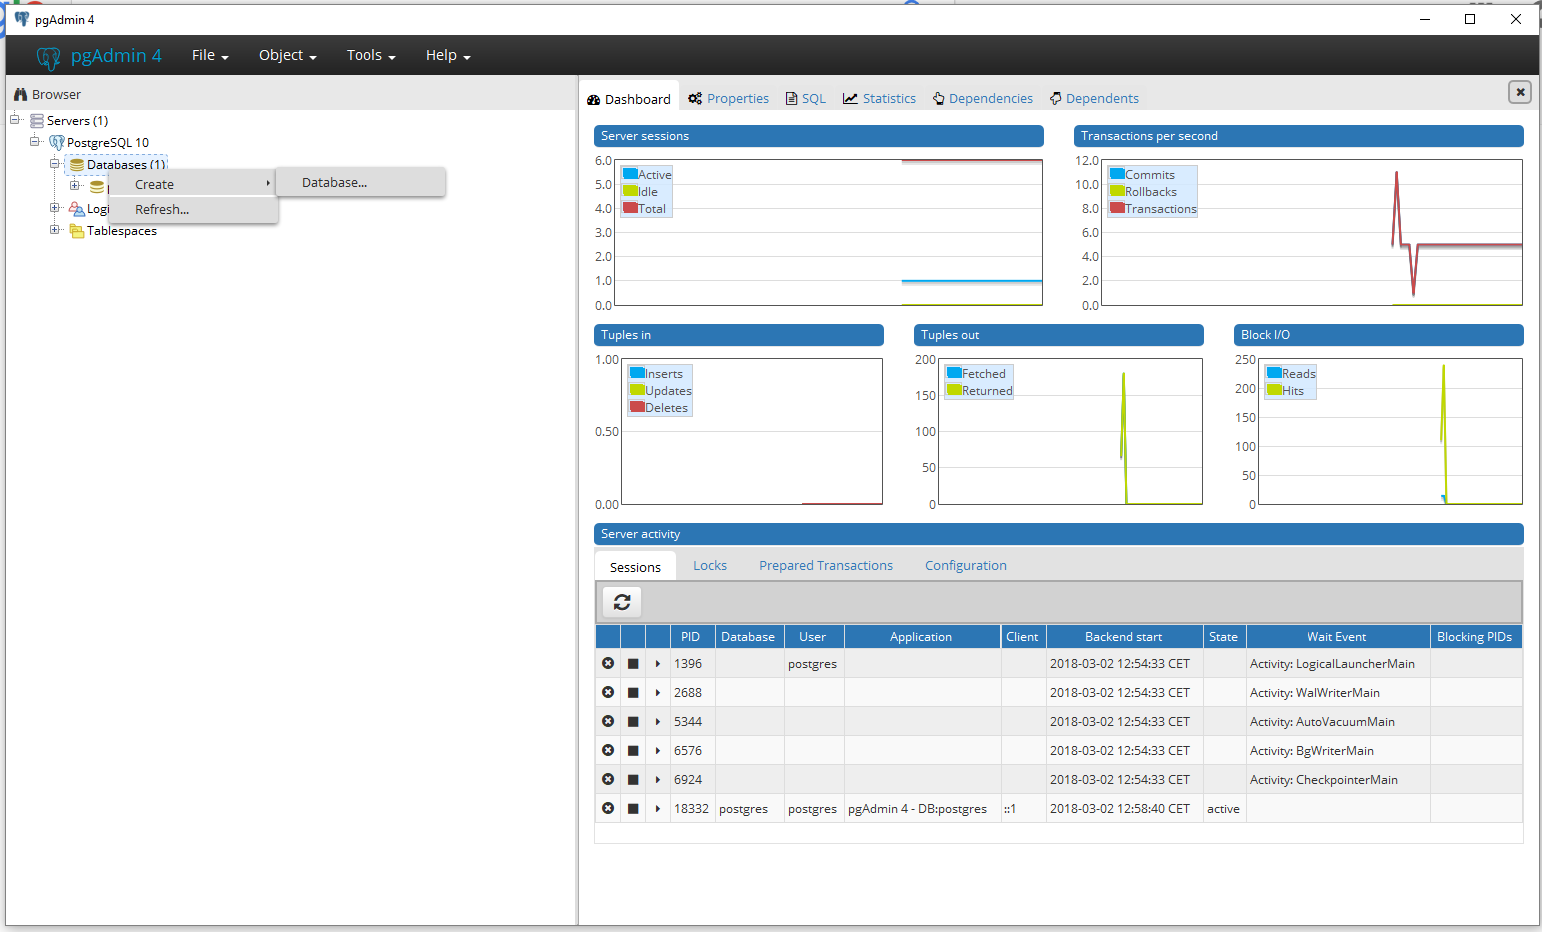 pgAdmin 4
pgAdmin 4 File Object Tools Help
Browser
Servers (1)
PostgreSQL 10
Databases (1)
Logi
Tablespaces
Create
Refresh...
Database...
Dashboard Properties SQL Statistics Dependencies Dependents
Server sessions
6.0
5.0
4.0
3.0
2.0
1.0
0.0
Active
Idle
Total
Transactions per second
12.0
10.0
8.0
6.0
4.0
2.0
0.0
Commits
Rollbacks
Transactions
Tuples in
1.00
0.50
0.00
Inserts
Updates
Deletes
Tuples out
200
150
100
50
0
Fetched
Returned
Block I/O
250
200
150
100
50
0
Reads
Hits
Server activity
Sessions Locks Prepared Transactions Configuration
PID Database User Application Client Backend start State Wait Event Blocking PIDs
1396 postgres 2018-03-02 12:54:33 CET Activity: LogicalLauncherMain
2688 2018-03-02 12:54:33 CET Activity: WalWriterMain
5344 2018-03-02 12:54:33 CET Activity: AutoVacuumMain
6576 2018-03-02 12:54:33 CET Activity: BgWriterMain
6924 2018-03-02 12:54:33 CET Activity: CheckpointerMain
18332 postgres postgres pgAdmin 4 - DB:postgres ::1 2018-03-02 12:58:40 CET active